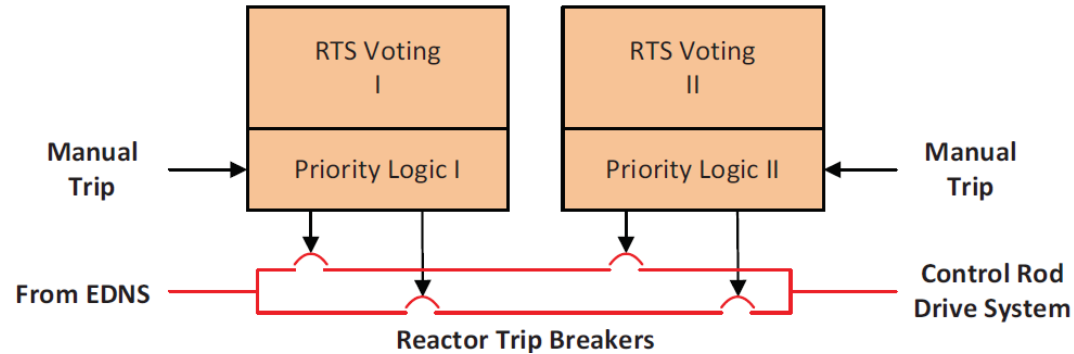 RTS Voting
I
RTS Voting
II
Manual
Trip
Priority Logic I
Priority Logic II
Manual
Trip
From EDNS
Control Rod
Drive System
Reactor Trip Breakers